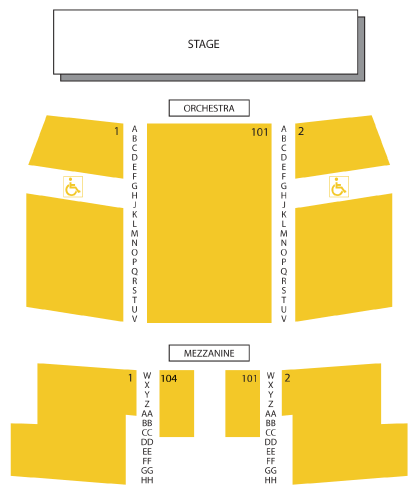 STAGE
ORCHESTRA
1 A 101 A 2
B B
C C
D D
E E
F F
G G
H H
J J
K K
L L
M M
N N
O O
P P
Q Q
R R
S S
T T
U U
V V
MEZZANINE
1 W 104 101 W 2
X X
Y Y
Z Z
AA AA
BB BB
CC CC
DD DD
EE EE
FF FF
GG GG
HH HH